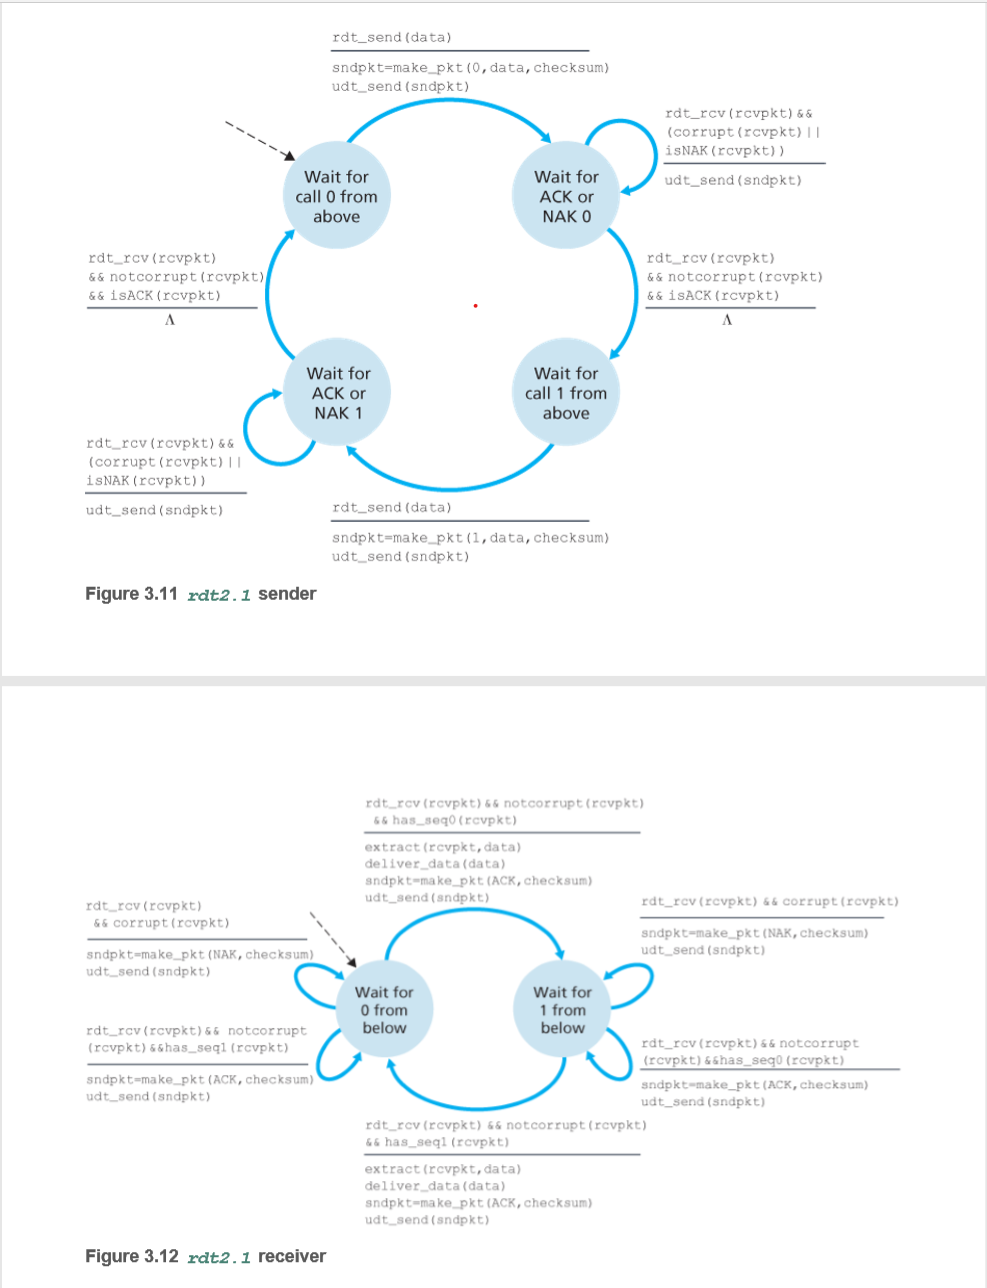 rdt_send(data)
sndpkt=make_pkt(0,data,checksum)
udt_send(sndpkt)
rdt_rcv(rcvpkt)&&
(corrupt(rcvpkt)||
isNAK(rcvpkt))
udt_send(sndpkt)
Wait for
call 0 from
above
Wait for
ACK or
NAK 0
rdt_rcv(rcvpkt)
&& notcorrupt(rcvpkt)
&& isACK(rcvpkt)
Λ
rdt_rcv(rcvpkt)
&& notcorrupt(rcvpkt)
&& isACK(rcvpkt)
Λ
Wait for
ACK or
NAK 1
Wait for
call 1 from
above
rdt_rcv(rcvpkt)&&
(corrupt(rcvpkt)||
isNAK(rcvpkt))
udt_send(sndpkt)
rdt_send(data)
sndpkt=make_pkt(1,data,checksum)
udt_send(sndpkt)
Figure 3.11 rdt2.1 sender
rdt_rcv(rcvpkt)&& notcorrupt(rcvpkt)
&& has_seq0(rcvpkt)
extract(rcvpkt,data)
deliver_data(data)
sndpkt=make_pkt(ACK,checksum)
udt_send(sndpkt)
rdt_rcv(rcvpkt)
&& corrupt(rcvpkt)
sndpkt=make_pkt(NAK,checksum)
udt_send(sndpkt)
rdt_rcv(rcvpkt) && corrupt(rcvpkt)
sndpkt=make_pkt(NAK,checksum)
udt_send(sndpkt)
Wait for
0 from
below
Wait for
1 from
below
rdt_rcv(rcvpkt)&& notcorrupt
(rcvpkt)&&has_seq1(rcvpkt)
sndpkt=make_pkt(ACK,checksum)
udt_send(sndpkt)
rdt_rcv(rcvpkt)&& notcorrupt
(rcvpkt)&&has_seq0(rcvpkt)
sndpkt=make_pkt(ACK,checksum)
udt_send(sndpkt)
rdt_rcv(rcvpkt) && notcorrupt(rcvpkt)
&& has_seq1(rcvpkt)
extract(rcvpkt,data)
deliver_data(data)
sndpkt=make_pkt(ACK,checksum)
udt_send(sndpkt)
Figure 3.12 rdt2.1 receiver